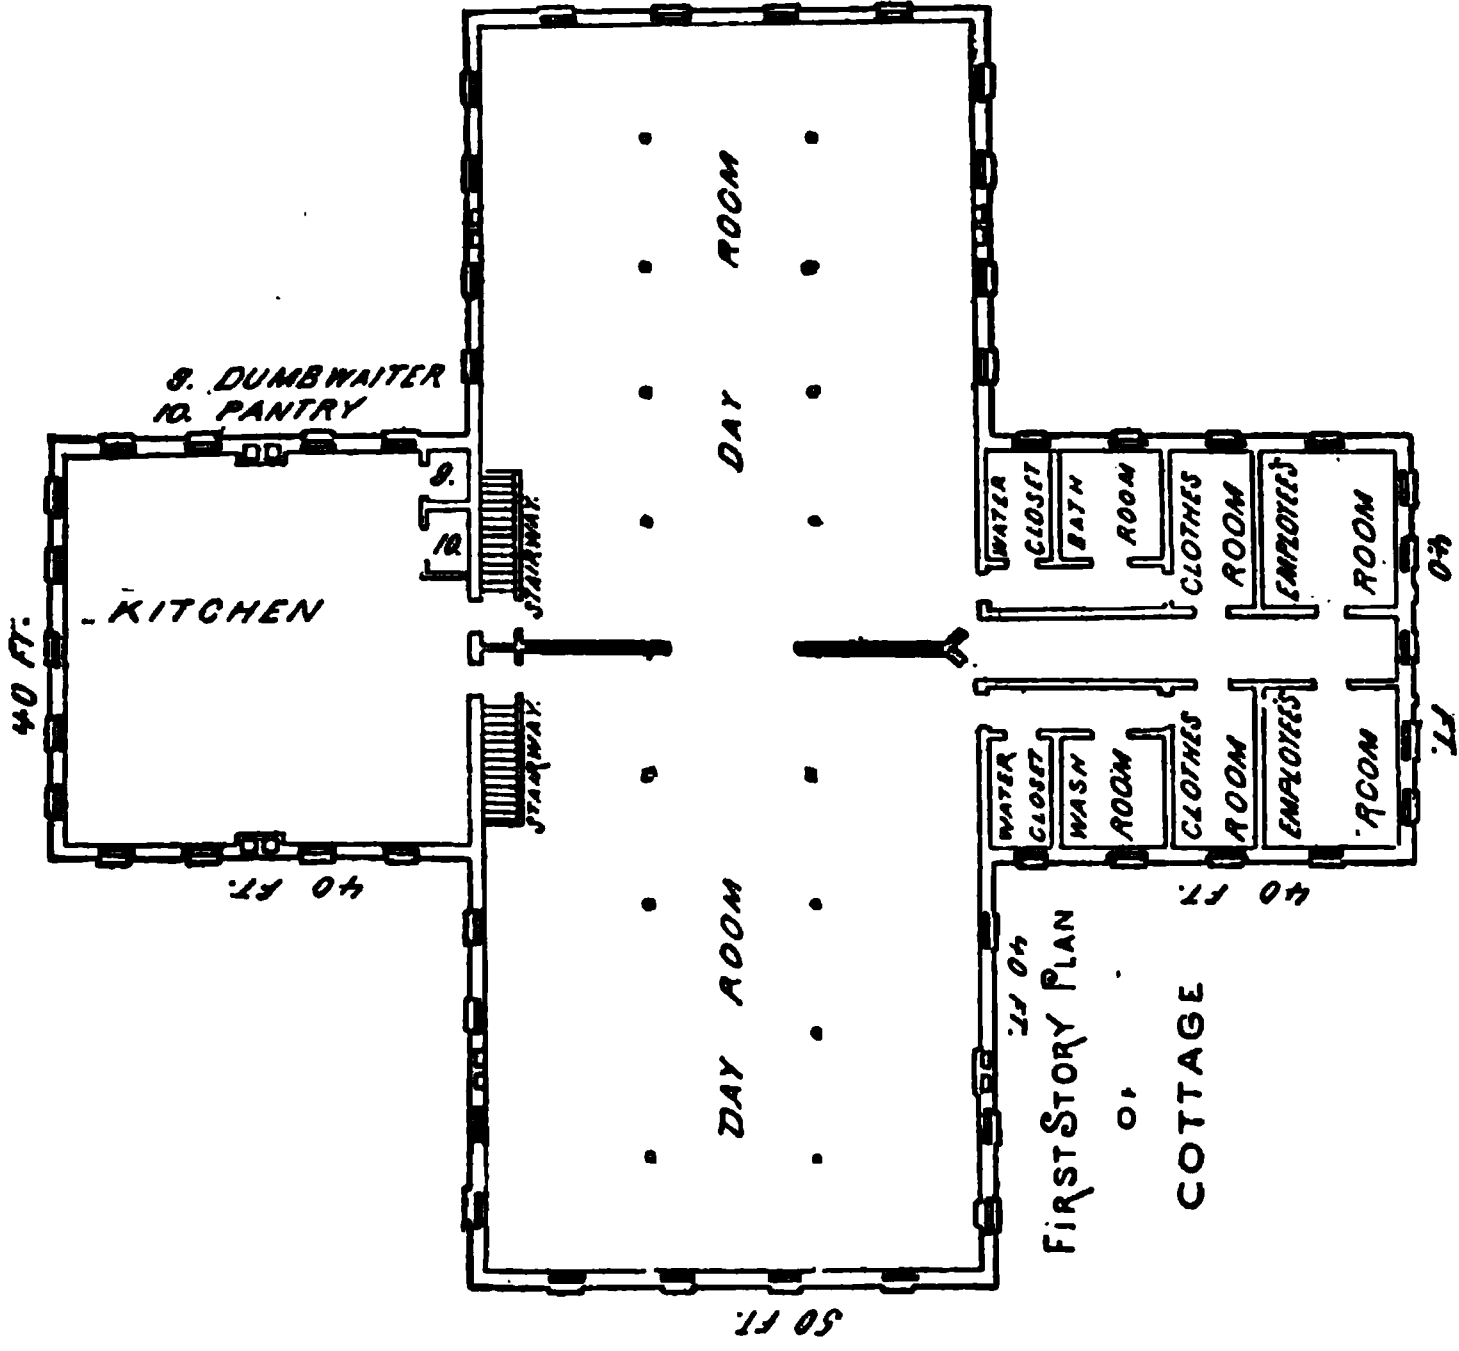 9. DUMBWAITER
10. PANTRY
9.
10.
KITCHEN
40 FT.
40 FT.
STAIRWAY.
STAIRWAY.
DAY ROOM
DAY ROOM
WATER
CLOSET
BATH
ROOM
CLOTHES
ROOM
EMPLOYEES
ROOM
WATER
CLOSET
WASH
ROOM
CLOTHES
ROOM
EMPLOYEES
ROOM
40 FT.
40 FT.
40 FT.
50 FT.
FIRST STORY PLAN
OF
COTTAGE